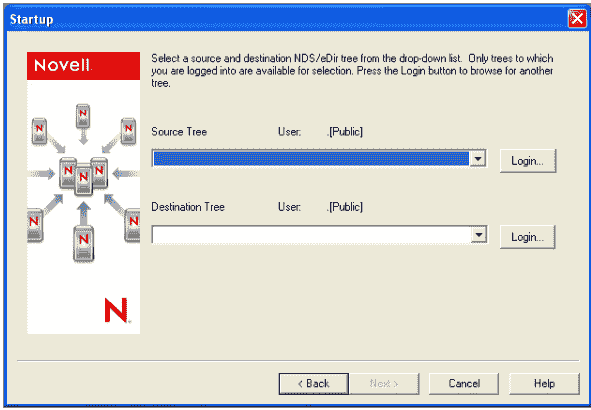 Startup
Novell
Select a source and destination NDS/eDir tree from the drop-down list. Only trees to which
you are logged into are available for selection. Press the Login button to browse for another
tree.
Source Tree User: .[Public]
Login...
Destination Tree User: .[Public]
Login...
N
N
N
N
N
N
N
N
N
N
< Back Next > Cancel Help